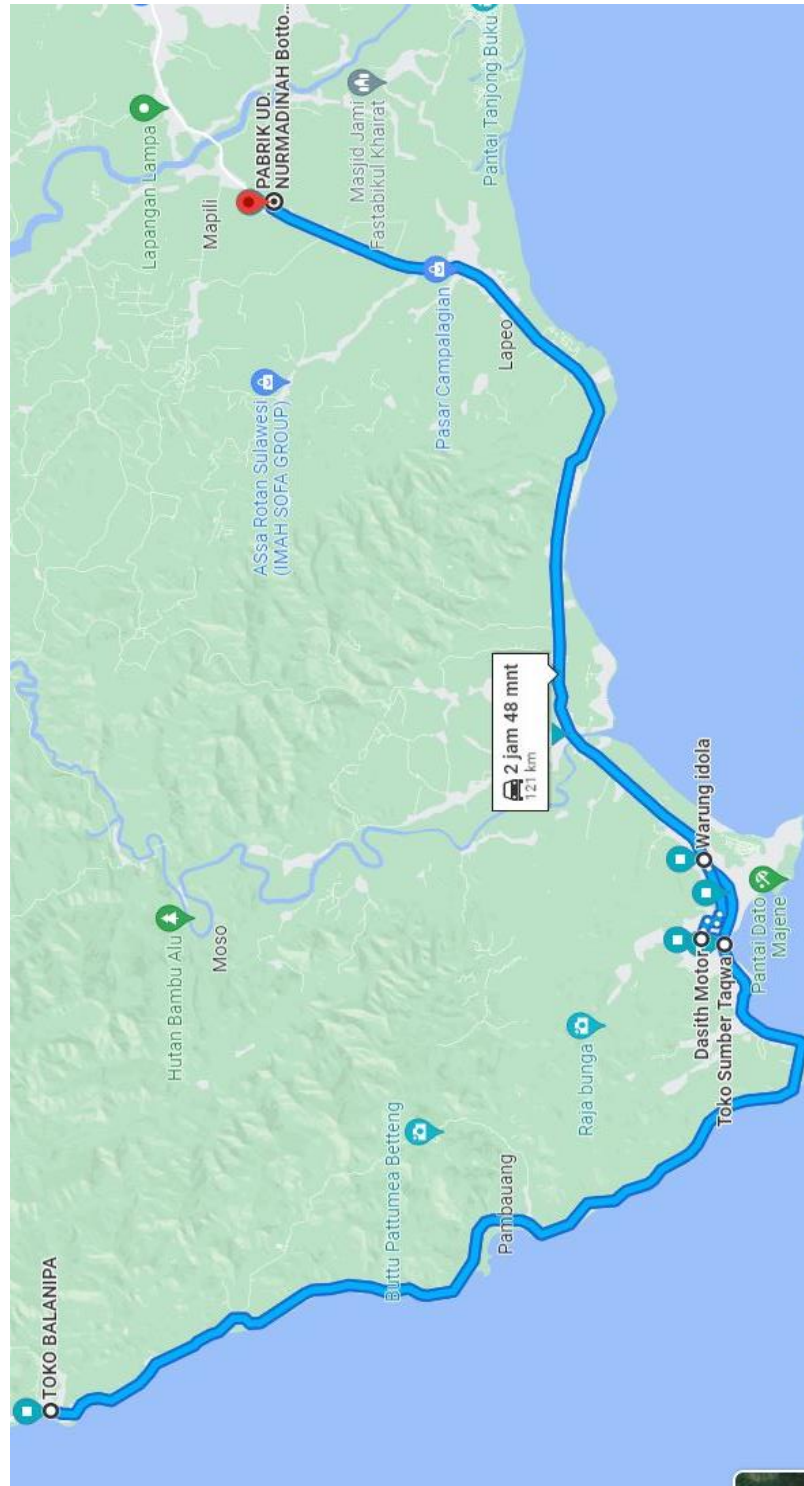 TOKO BALANIPA
Hutan Bambu Alu
Moso
Lapangan Lampa
Mapili
PABRIK UD.
NURMADINAH Botto...
Masjid Jami
Fastabikul Khairat
Pantai Tanjong Buku
ASsa Rotan Sulawesi
(IMAH SOFA GROUP)
Pasar Campalagian
Lapeo
Buttu Pattumea Betteng
Pambauang
Raja bunga
2 jam 48 mnt
121 km
Dasith Motor
Toko Sumber Taqwa
Warung idola
Pantai Dato
Majene